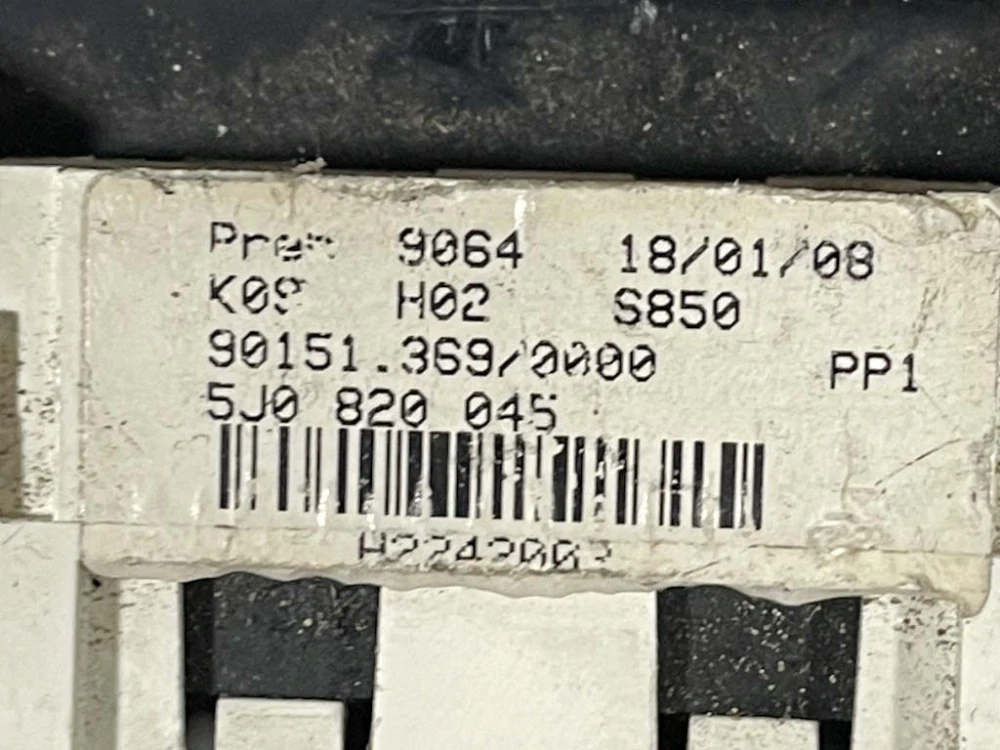 9064 18/01/08
H02 S850
90151.369/0000 PP1
5J0 820 045